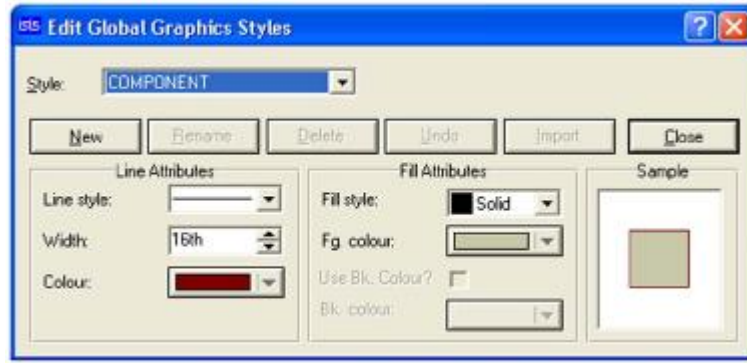 isis Edit Global Graphics Styles
Style: COMPONENT
New Rename Delete Undo Import Close
Line Attributes Fill Attributes Sample
Line style: Fill style: Solid
Width: 16th Fg. colour:
Colour: Use Bk. Colour?
Bk. colour: